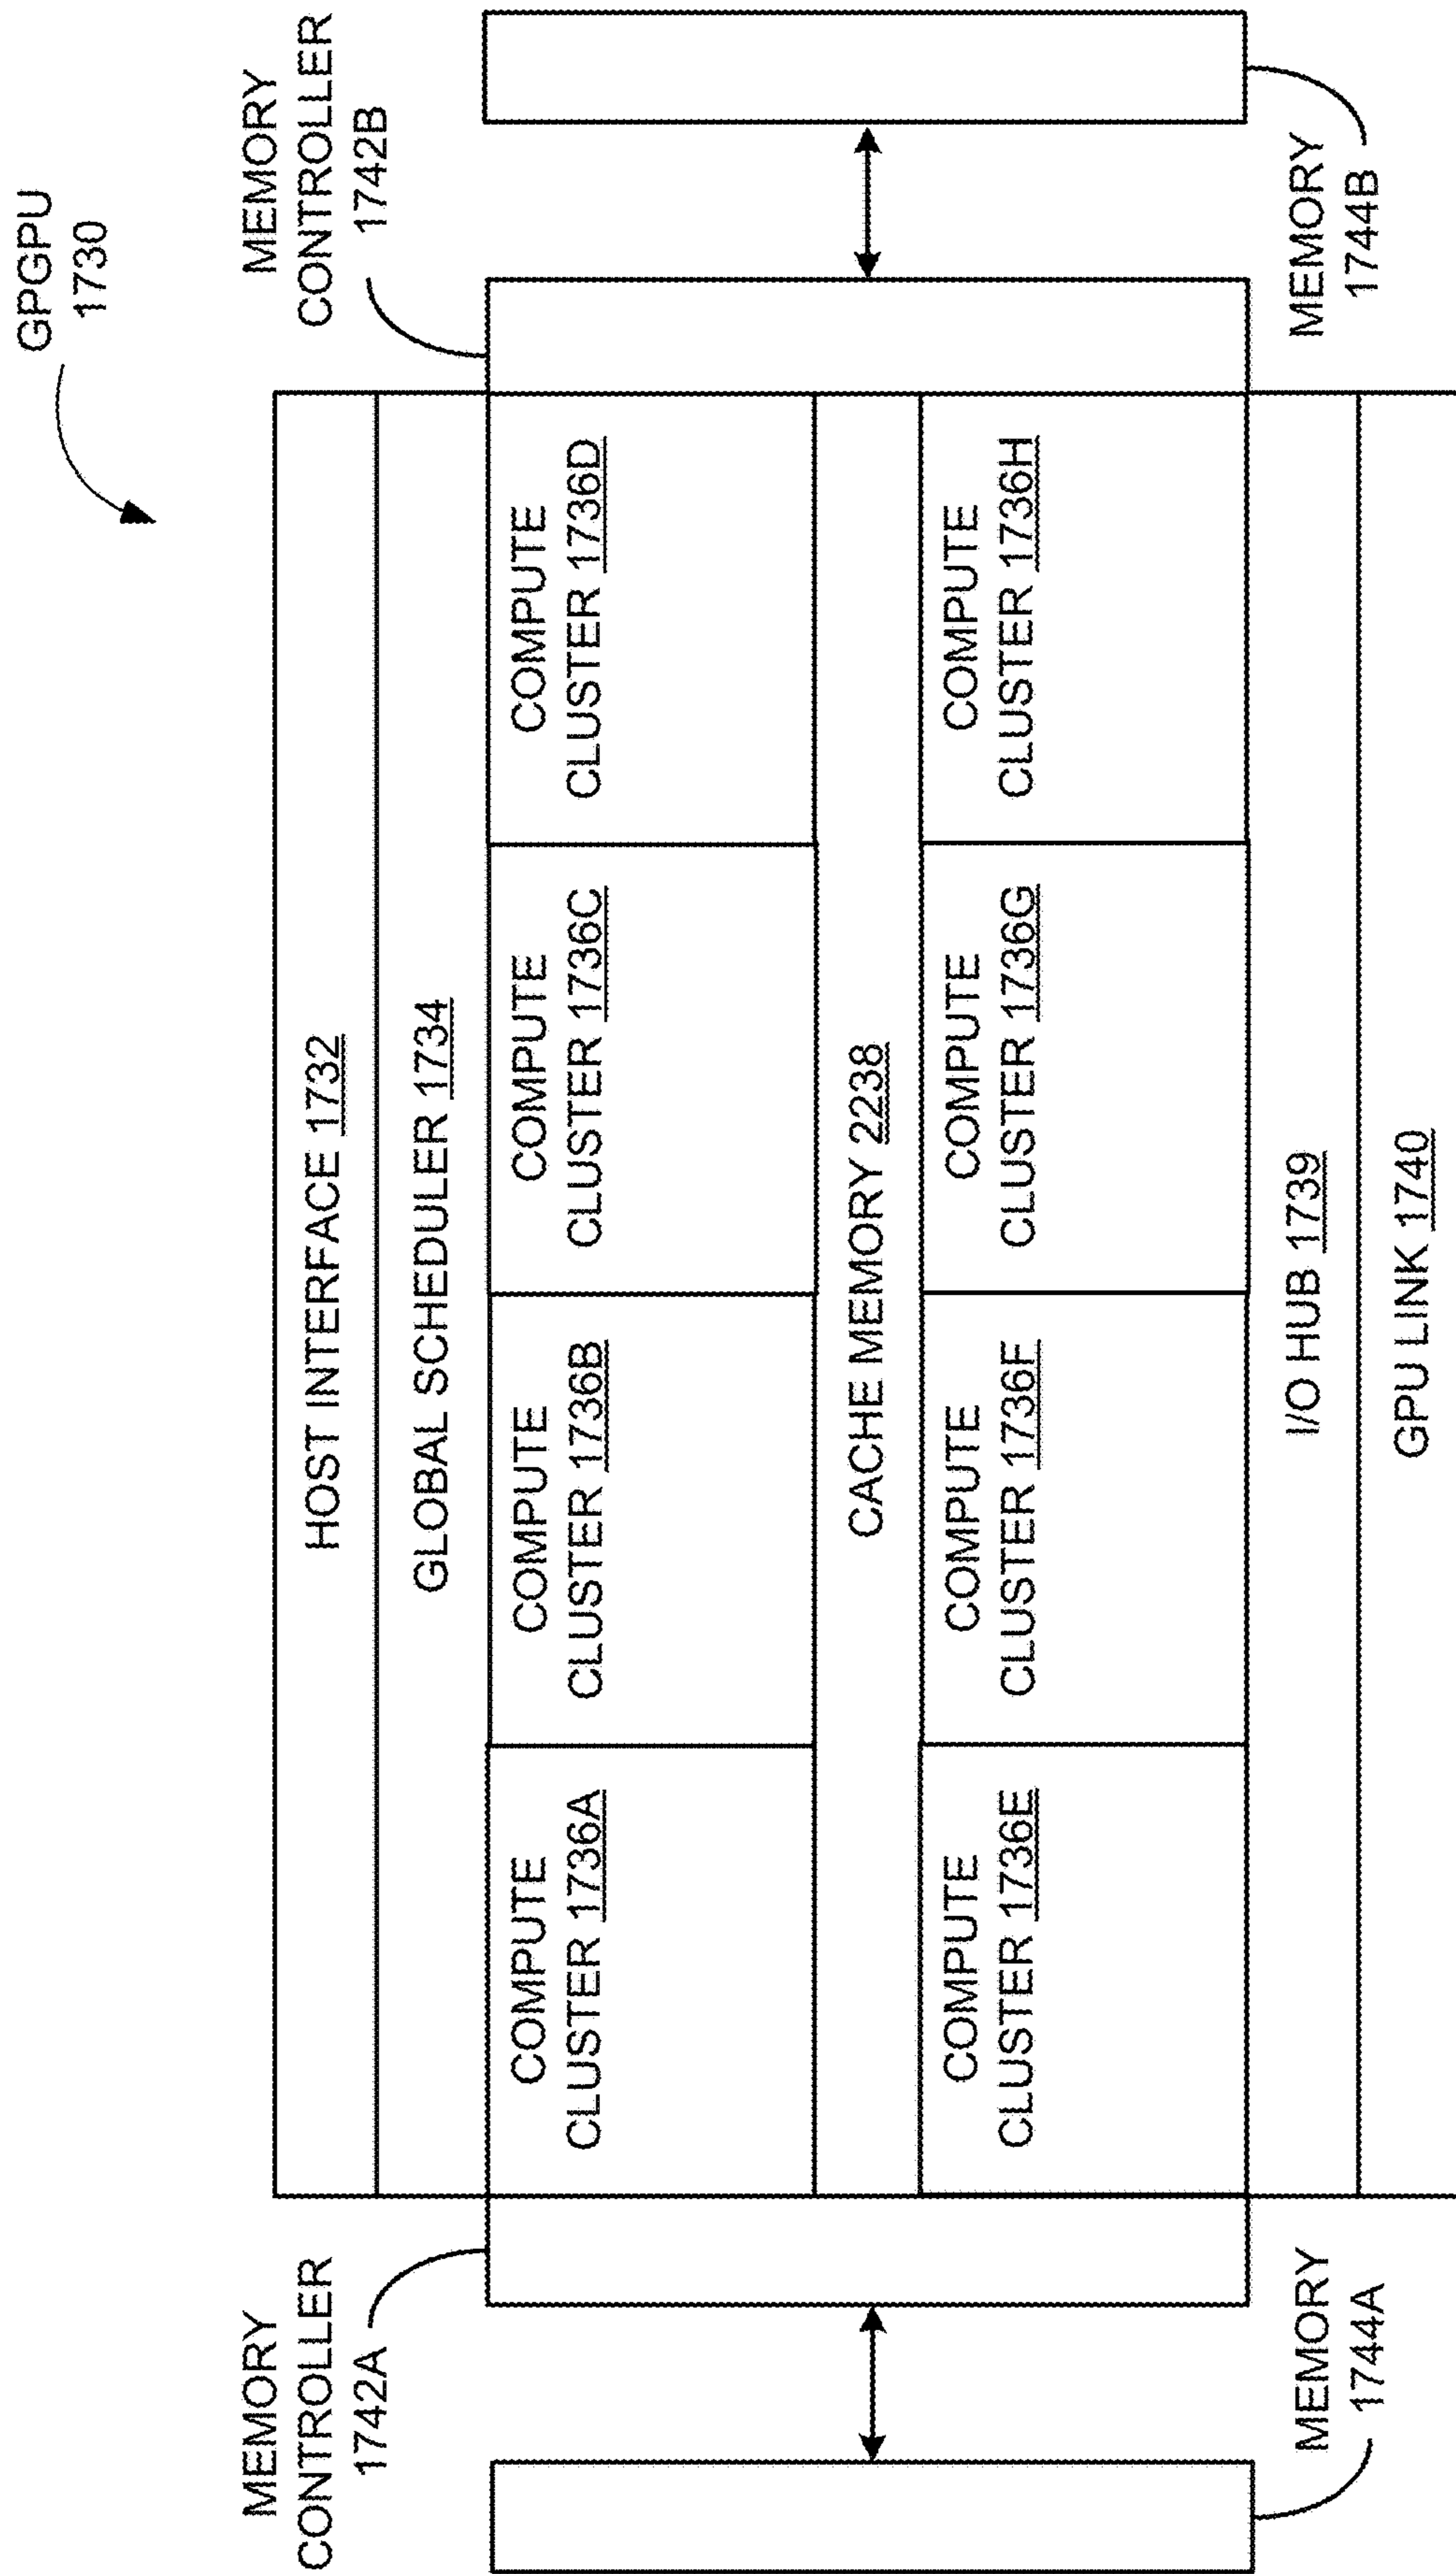 GPGPU
1730
MEMORY
CONTROLLER
1742A
MEMORY
CONTROLLER
1742B
HOST INTERFACE 1732
GLOBAL SCHEDULER 1734
COMPUTE
CLUSTER 1736A
COMPUTE
CLUSTER 1736B
COMPUTE
CLUSTER 1736C
COMPUTE
CLUSTER 1736D
CACHE MEMORY 2238
COMPUTE
CLUSTER 1736E
COMPUTE
CLUSTER 1736F
COMPUTE
CLUSTER 1736G
COMPUTE
CLUSTER 1736H
I/O HUB 1739
GPU LINK 1740
MEMORY
1744A
MEMORY
1744B